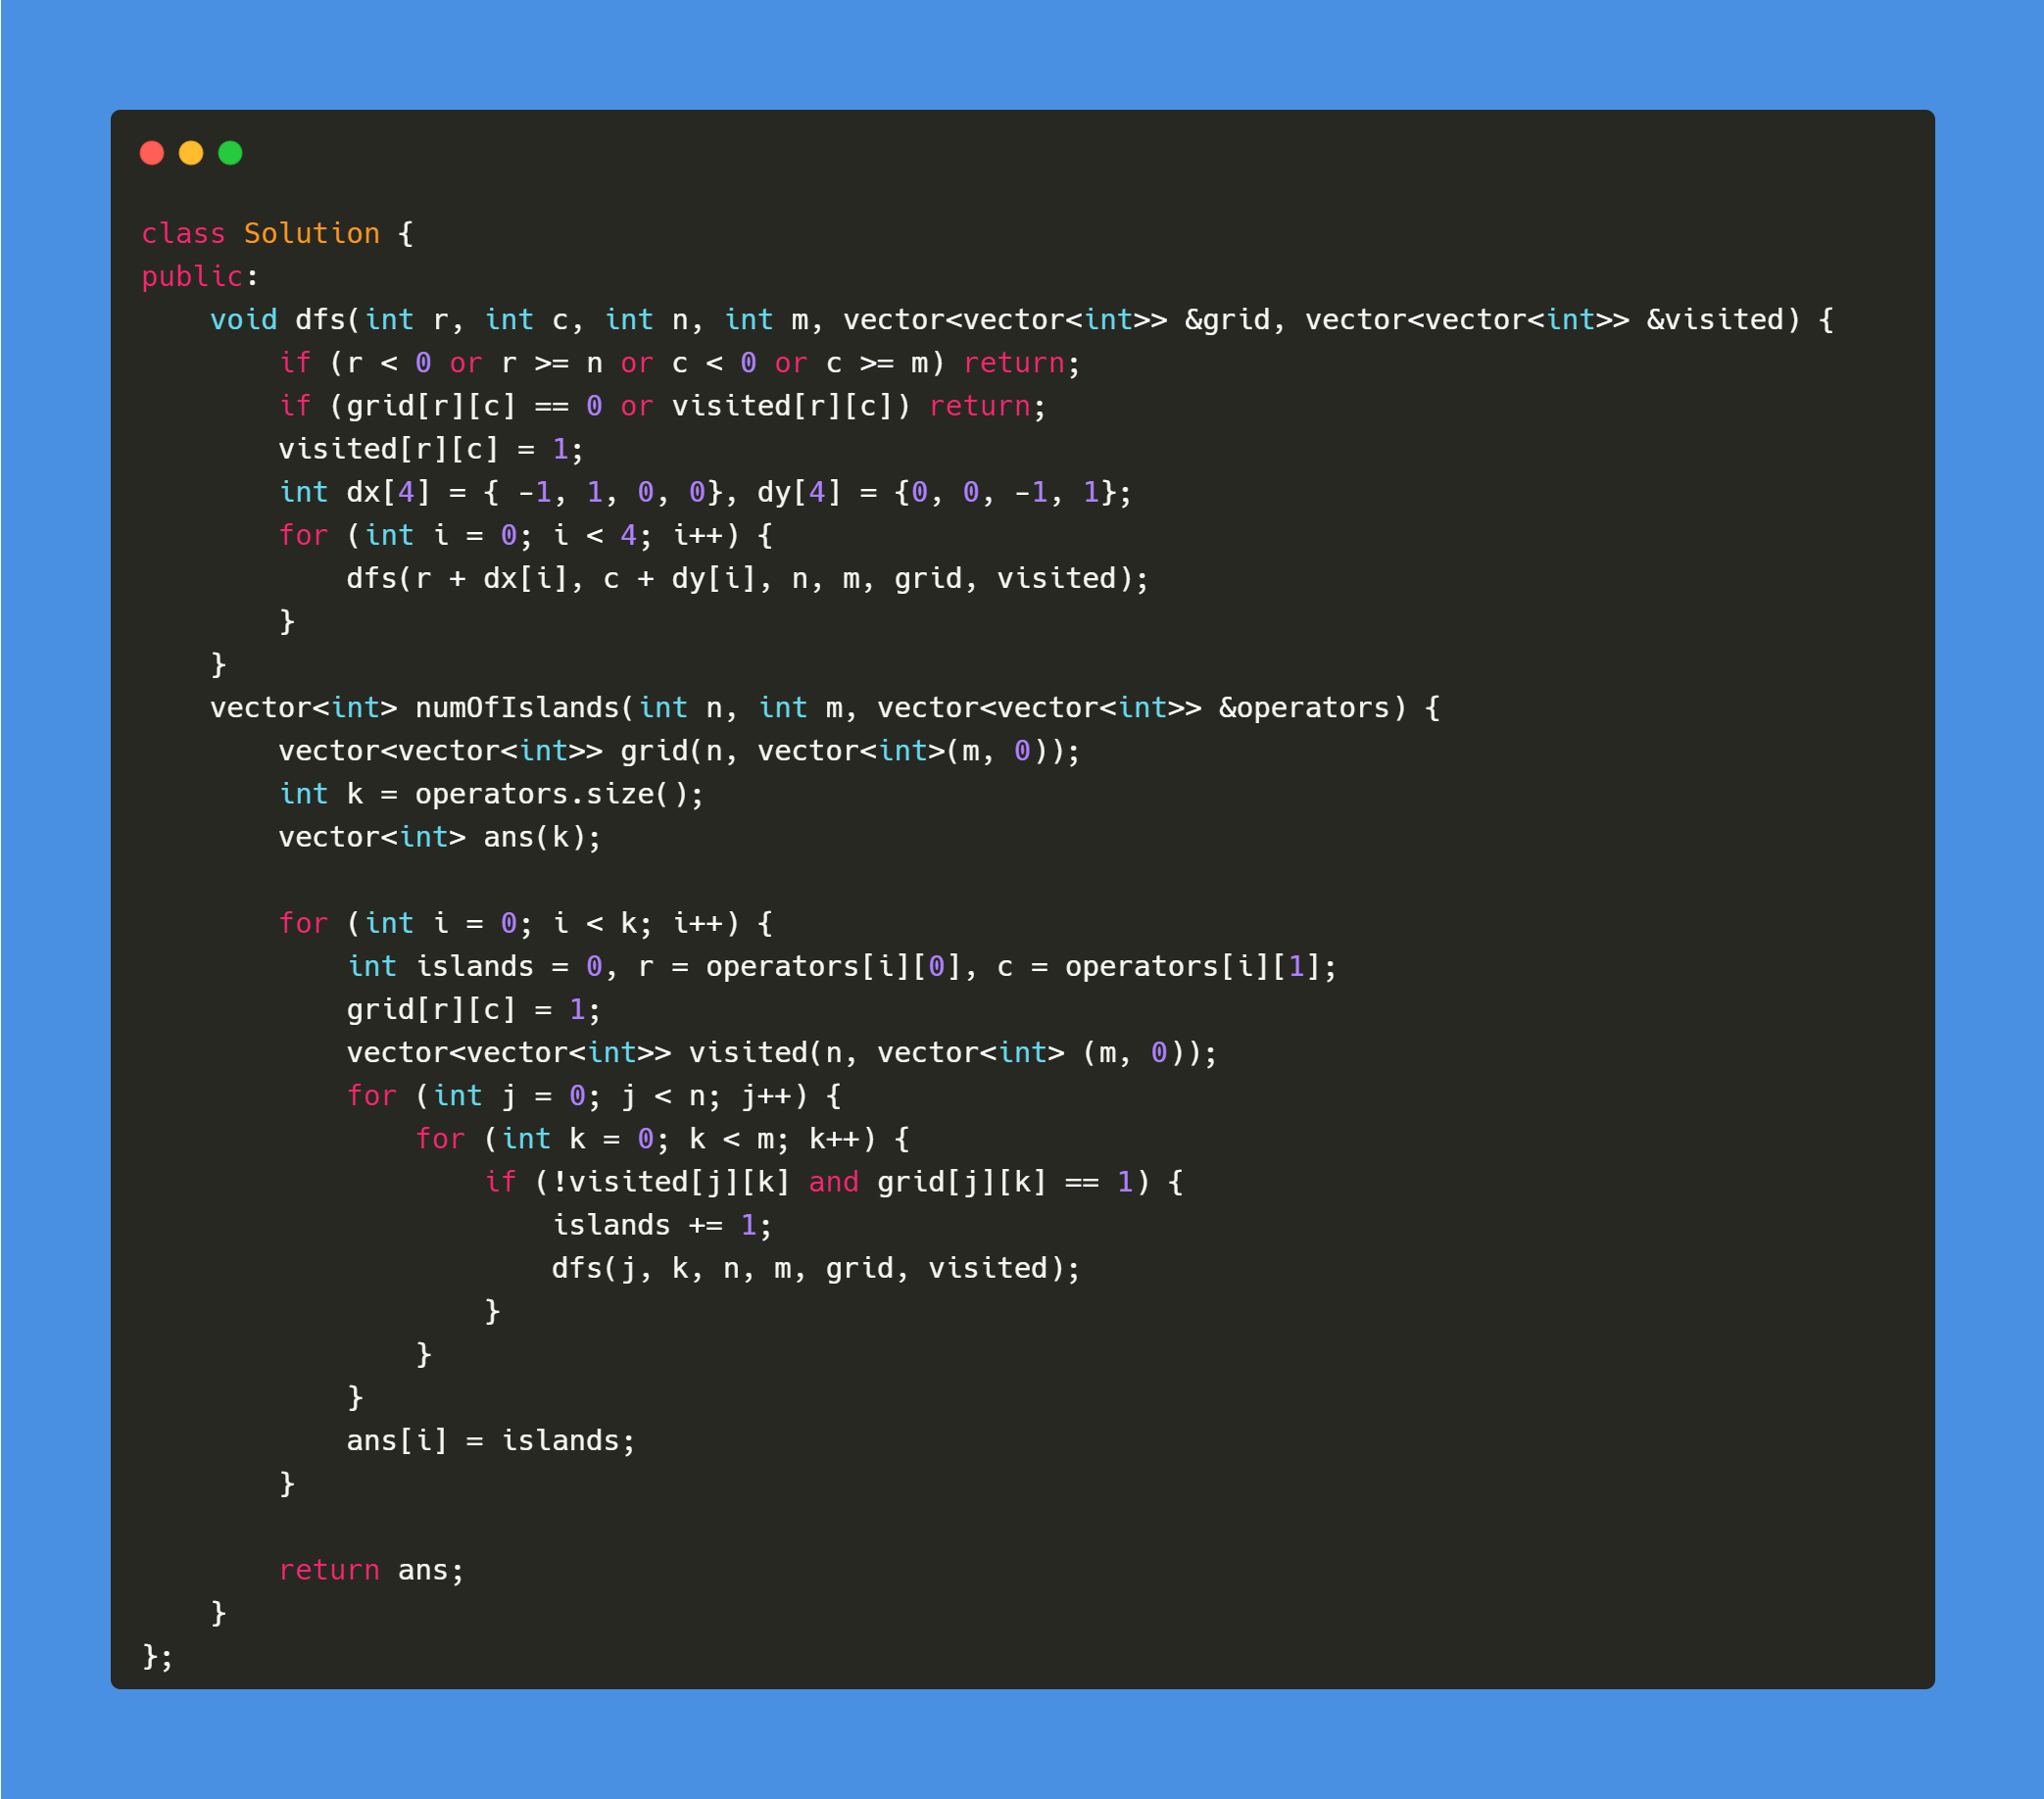 class Solution {
public:
    void dfs(int r, int c, int n, int m, vector<vector<int>> &grid, vector<vector<int>> &visited) {
        if (r < 0 or r >= n or c < 0 or c >= m) return;
        if (grid[r][c] == 0 or visited[r][c]) return;
        visited[r][c] = 1;
        int dx[4] = { -1, 1, 0, 0}, dy[4] = {0, 0, -1, 1};
        for (int i = 0; i < 4; i++) {
            dfs(r + dx[i], c + dy[i], n, m, grid, visited);
        }
    }
    vector<int> numOfIslands(int n, int m, vector<vector<int>> &operators) {
        vector<vector<int>> grid(n, vector<int>(m, 0));
        int k = operators.size();
        vector<int> ans(k);

        for (int i = 0; i < k; i++) {
            int islands = 0, r = operators[i][0], c = operators[i][1];
            grid[r][c] = 1;
            vector<vector<int>> visited(n, vector<int> (m, 0));
            for (int j = 0; j < n; j++) {
                for (int k = 0; k < m; k++) {
                    if (!visited[j][k] and grid[j][k] == 1) {
                        islands += 1;
                        dfs(j, k, n, m, grid, visited);
                    }
                }
            }
            ans[i] = islands;
        }

        return ans;
    }
};